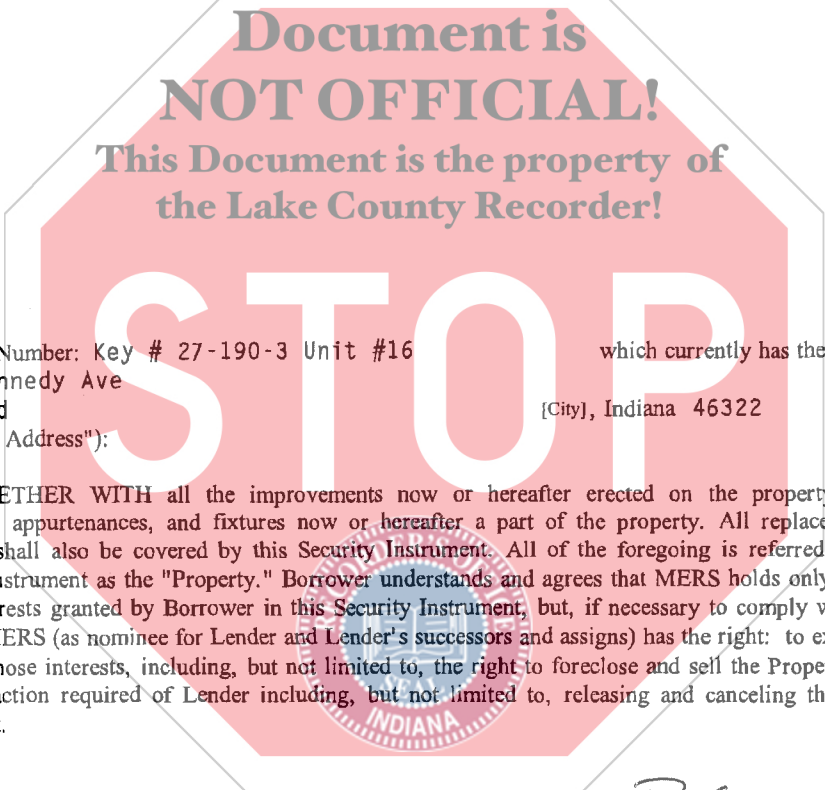 Document is
NOT OFFICIAL!
This Document is the property of
the Lake County Recorder!
STOP
Number: Key # 27-190-3 Unit #16 which currently has the
nnedy Ave
d [City], Indiana 46322
Address"):
ETHER WITH all the improvements now or hereafter erected on the property
appurtenances, and fixtures now or hereafter a part of the property. All replace
shall also be covered by this Security Instrument. All of the foregoing is referred
strument as the "Property." Borrower understands and agrees that MERS holds only
rests granted by Borrower in this Security Instrument, but, if necessary to comply w
ERS (as nominee for Lender and Lender's successors and assigns) has the right: to ex
hose interests, including, but not limited to, the right to foreclose and sell the Prope
ction required of Lender including, but not limited to, releasing and canceling th
RECORDER'S OFFICE
SEAL
INDIANA